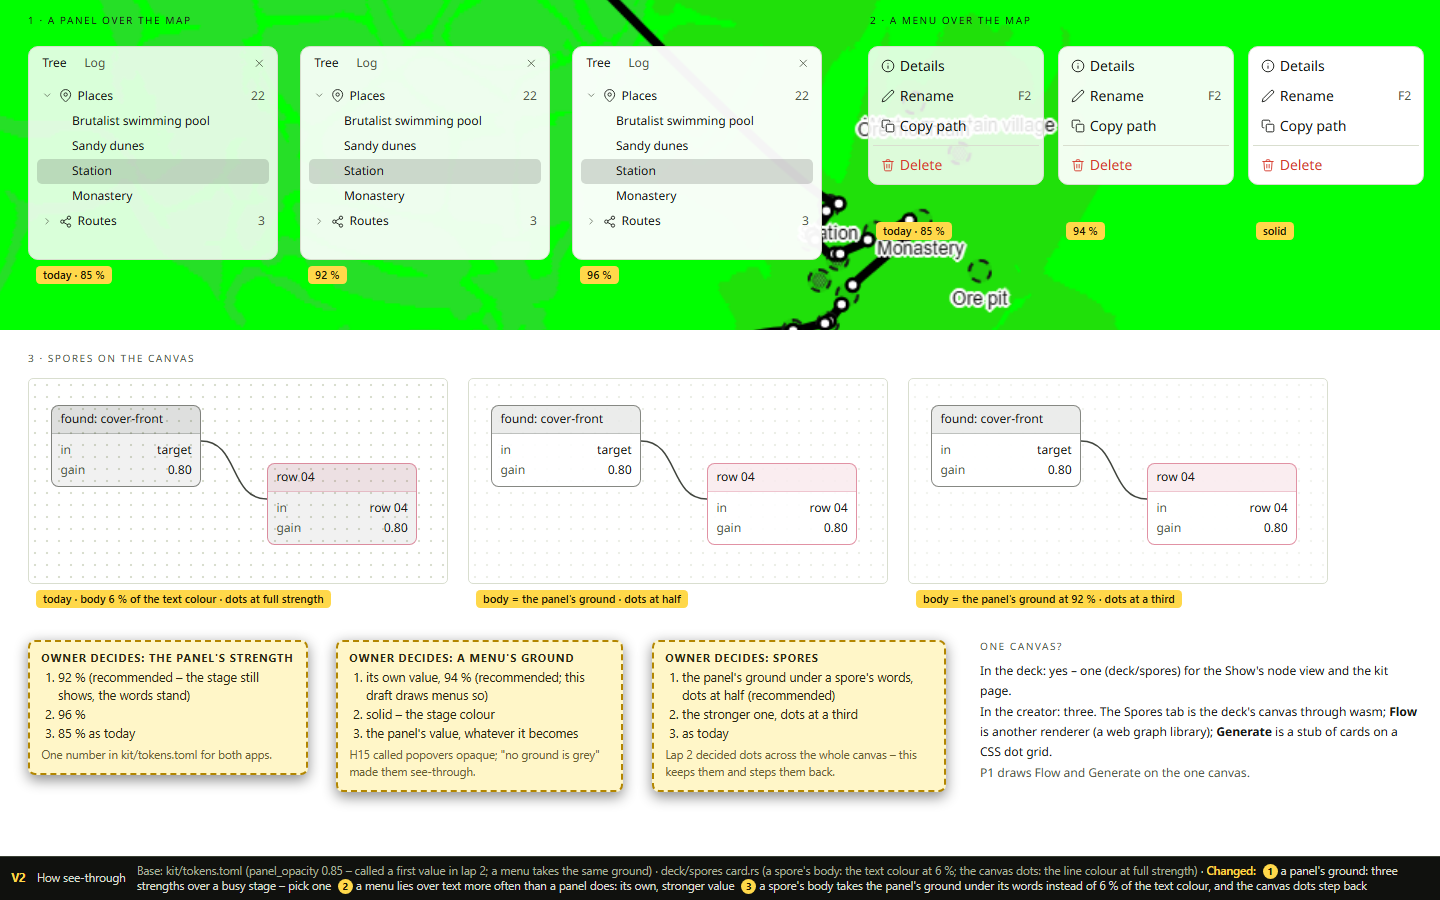 1 · A PANEL OVER THE MAP
2 · A MENU OVER THE MAP
Tree Log
Places 22
Brutalist swimming pool
Sandy dunes
Station
Monastery
Routes 3
today · 85 %
Tree Log
Places 22
Brutalist swimming pool
Sandy dunes
Station
Monastery
Routes 3
92 %
Tree Log
Places 22
Brutalist swimming pool
Sandy dunes
Station
Monastery
Routes 3
96 %
Details
Rename F2
Copy path
Delete
today · 85 %
Details
Rename F2
Copy path
Delete
94 %
Details
Rename F2
Copy path
Delete
solid
village
Monastery
Ore pit
3 · SPORES ON THE CANVAS
found: cover-front
in target
gain 0.80
row 04
in row 04
gain 0.80
today · body 6 % of the text colour · dots at full strength
found: cover-front
in target
gain 0.80
row 04
in row 04
gain 0.80
body = the panel's ground · dots at half
found: cover-front
in target
gain 0.80
row 04
in row 04
gain 0.80
body = the panel's ground at 92 % · dots at a third
OWNER DECIDES: THE PANEL'S STRENGTH
1. 92 % (recommended – the stage still
shows, the words stand)
2. 96 %
3. 85 % as today
One number in kit/tokens.toml for both apps.
OWNER DECIDES: A MENU'S GROUND
1. its own value, 94 % (recommended; this
draft draws menus so)
2. solid – the stage colour
3. the panel's value, whatever it becomes
H15 called popovers opaque; "no ground is grey"
made them see-through.
OWNER DECIDES: SPORES
1. the panel's ground under a spore's words,
dots at half (recommended)
2. the stronger one, dots at a third
3. as today
Lap 2 decided dots across the whole canvas – this
keeps them and steps them back.
ONE CANVAS?
In the deck: yes – one (deck/spores) for the Show's node view and the kit
page.
In the creator: three. The Spores tab is the deck's canvas through wasm; Flow
is another renderer (a web graph library); Generate is a stub of cards on a
CSS dot grid.
P1 draws Flow and Generate on the one canvas.
V2 How see-through
Base: kit/tokens.toml (panel_opacity 0.85 – called a first value in lap 2; a menu takes the same ground) · deck/spores card.rs (a spore's body: the text colour at 6 %; the canvas dots: the line colour at full strength) · Changed: 1 a panel's ground: three
strengths over a busy stage – pick one 2 a menu lies over text more often than a panel does: its own, stronger value 3 a spore's body takes the panel's ground under its words instead of 6 % of the text colour, and the canvas dots step back